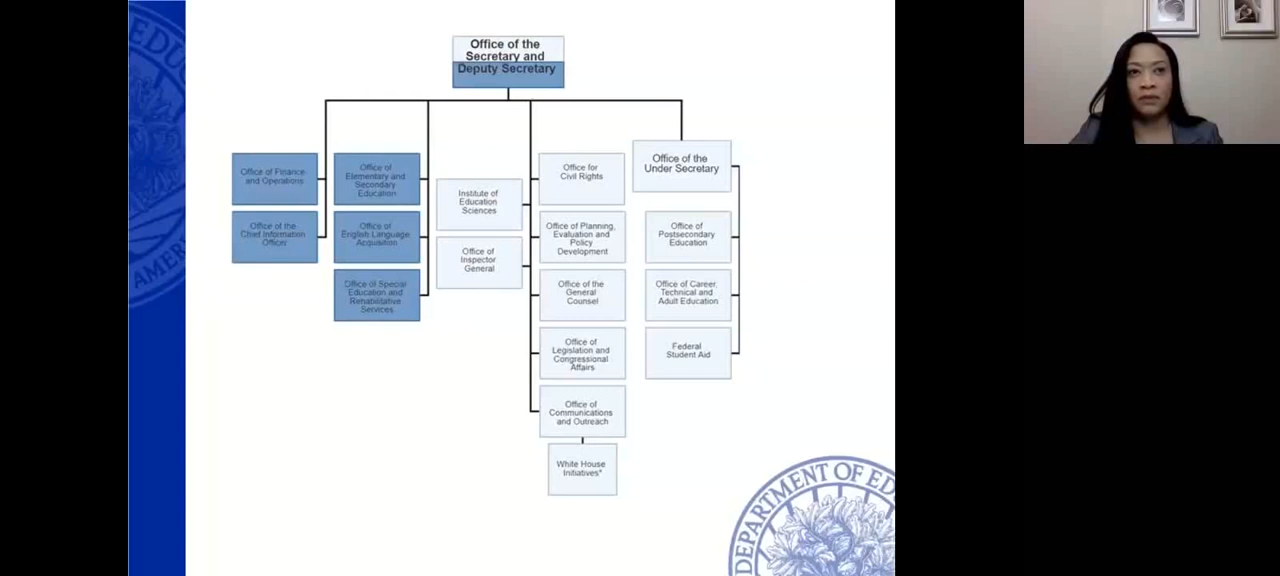 Office of the
Secretary and
Deputy Secretary
Office of Finance
and Operations
Office of the
Chief Information
Officer
Office of
Elementary and
Secondary
Education
Office of
English Language
Acquisition
Office of Special
Education and
Rehabilitative
Services
Institute of
Education
Sciences
Office of
Inspector
General
Office for
Civil Rights
Office of Planning,
Evaluation and
Policy
Development
Office of the
General
Counsel
Office of
Legislation and
Congressional
Affairs
Office of
Communications
and Outreach
White House
Initiatives*
Office of the
Under Secretary
Office of
Postsecondary
Education
Office of Career,
Technical and
Adult Education
Federal
Student Aid
DEPARTMENT OF ED
EDU
AMER